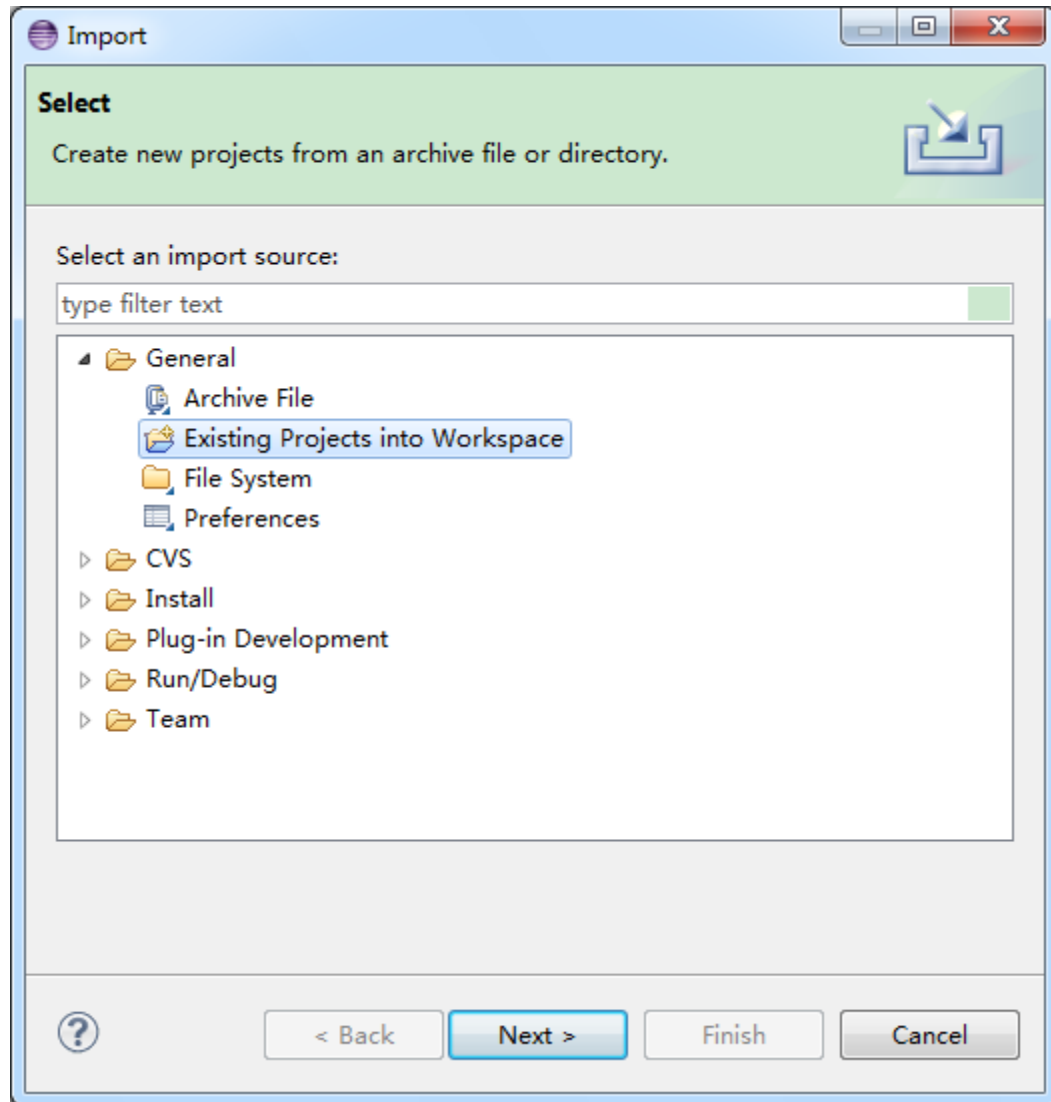 Import
Select
Create new projects from an archive file or directory.
Select an import source:
type filter text
General
Archive File
Existing Projects into Workspace
File System
Preferences
CVS
Install
Plug-in Development
Run/Debug
Team
? < Back Next > Finish Cancel